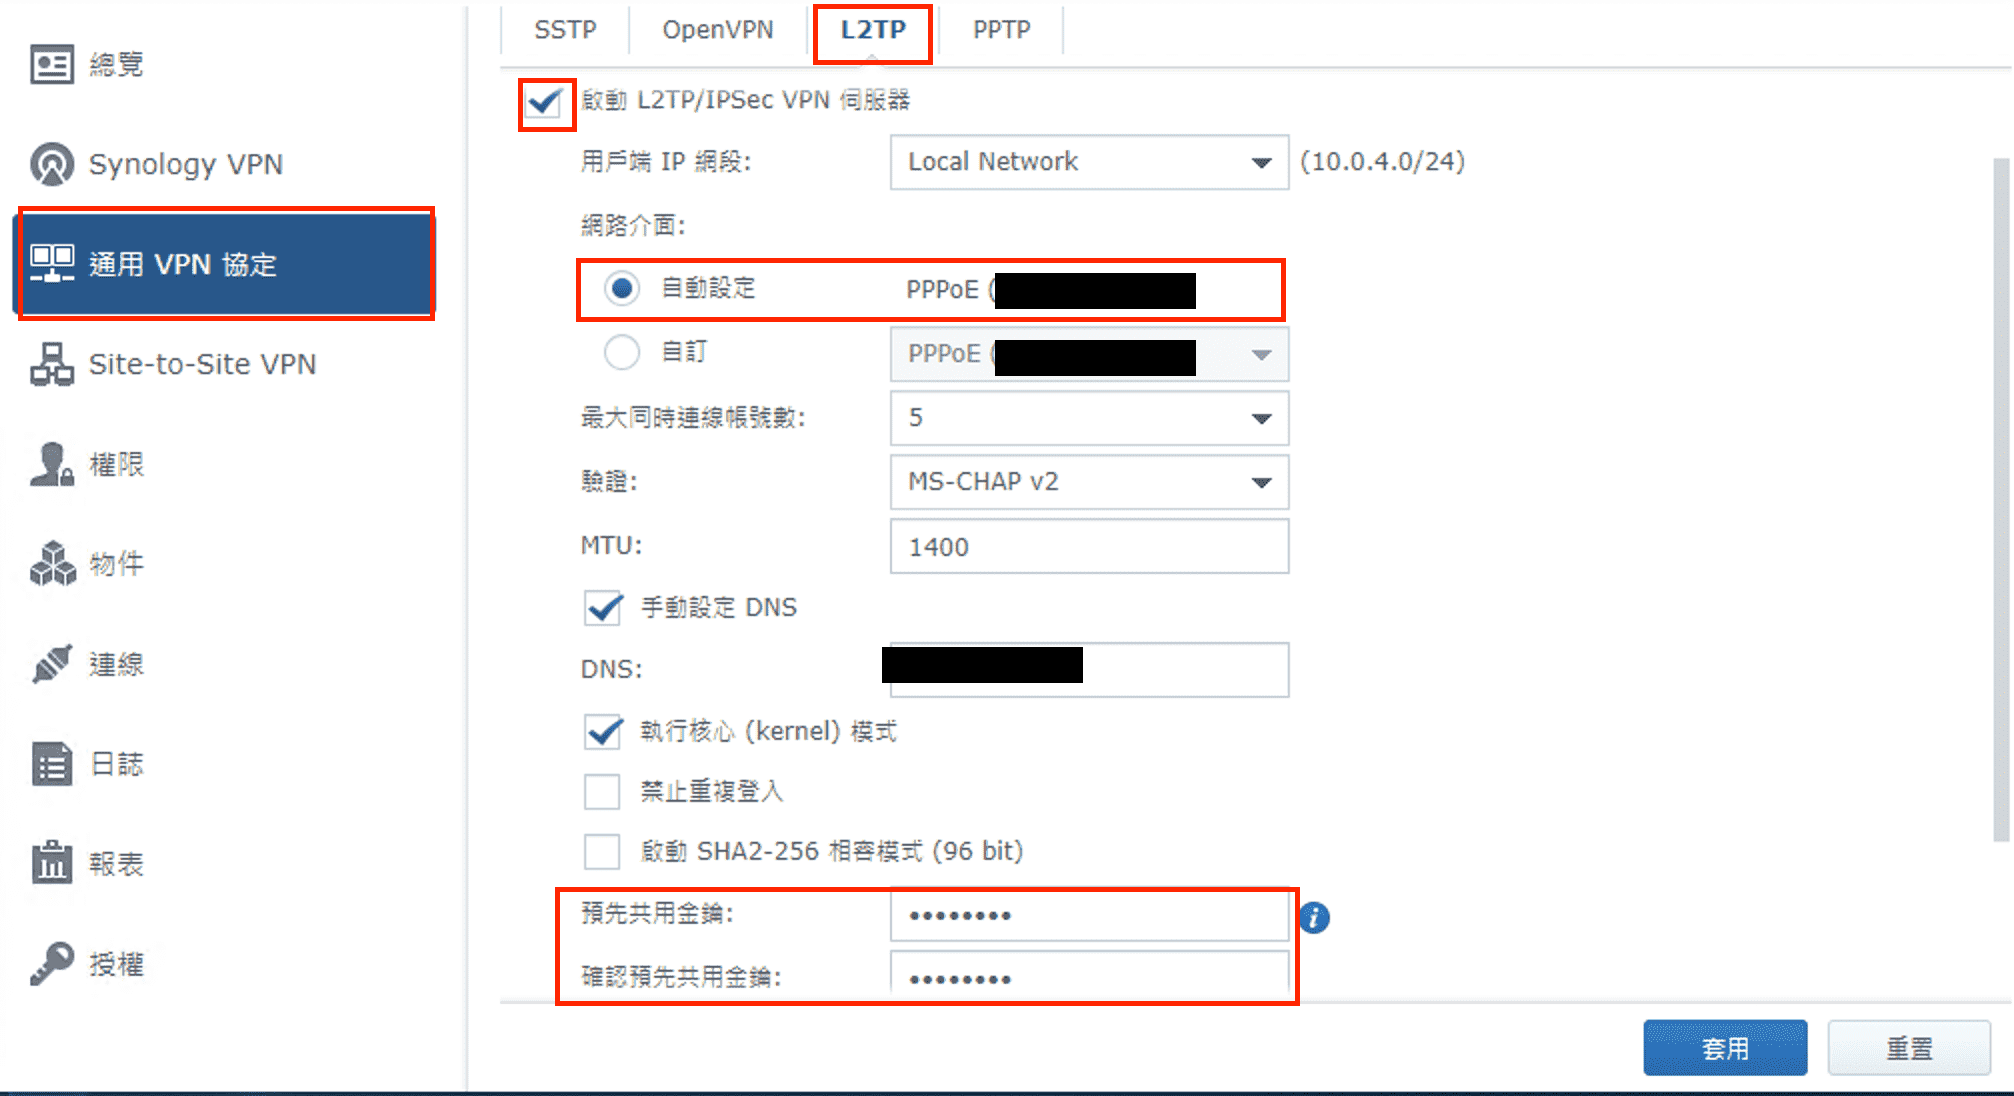 總覽
Synology VPN
通用 VPN 協定
Site-to-Site VPN
權限
物件
連線
日誌
報表
授權
SSTP OpenVPN L2TP PPTP
啟動 L2TP/IPSec VPN 伺服器
用戶端 IP 網段: Local Network (10.0.4.0/24)
網路介面:
自動設定 PPPoE (
自訂 PPPoE (
最大同時連線帳號數: 5
驗證: MS-CHAP v2
MTU: 1400
手動設定 DNS
DNS:
執行核心 (kernel) 模式
禁止重複登入
啟動 SHA2-256 相容模式 (96 bit)
預先共用金鑰: ••••••••
確認預先共用金鑰: ••••••••
套用 重置